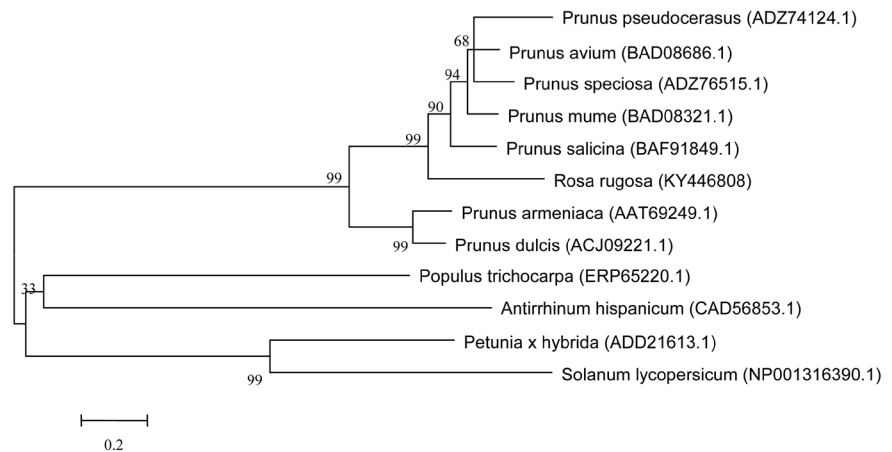 Prunus pseudocerasus (ADZ74124.1)
68
Prunus avium (BAD08686.1)
94
Prunus speciosa (ADZ76515.1)
90
Prunus mume (BAD08321.1)
99
Prunus salicina (BAF91849.1)
99
Rosa rugosa (KY446808)
Prunus armeniaca (AAT69249.1)
99
Prunus dulcis (ACJ09221.1)
Populus trichocarpa (ERP65220.1)
33
Antirrhinum hispanicum (CAD56853.1)
Petunia x hybrida (ADD21613.1)
99
Solanum lycopersicum (NP001316390.1)
0.2